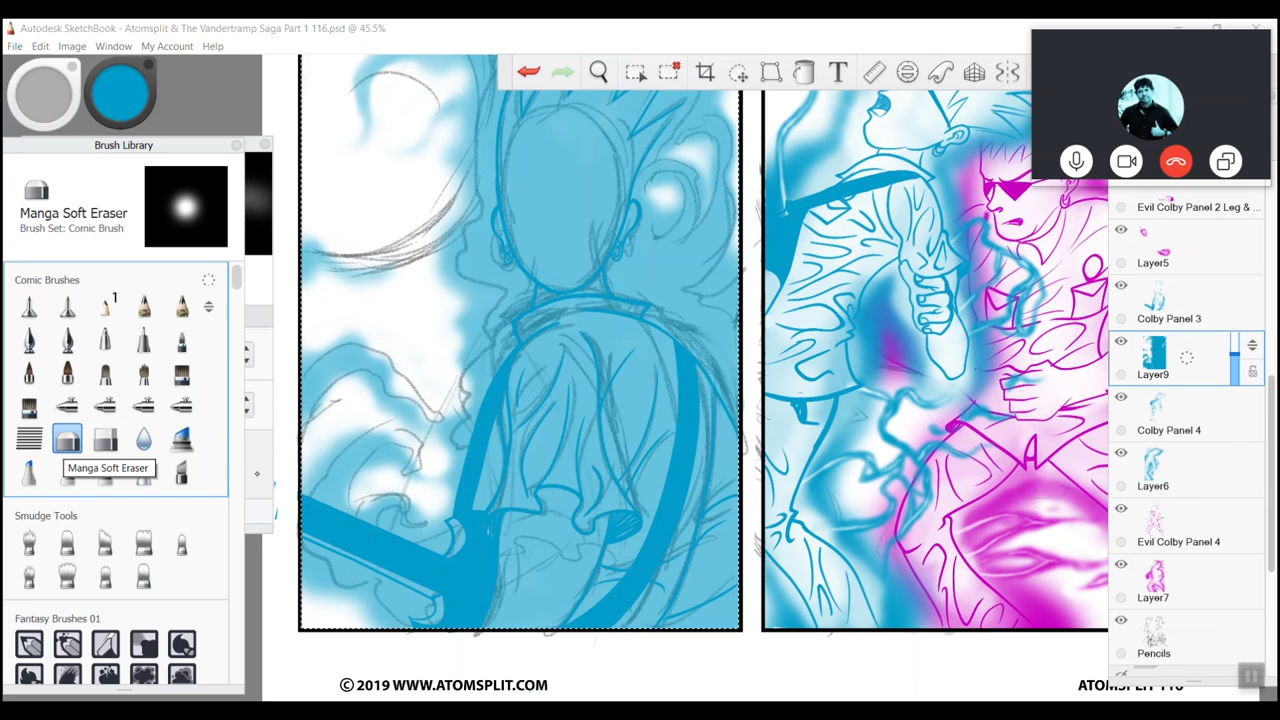 Autodesk SketchBook - Atomsplit & The Vandertramp Saga Part 1 116.psd @ 45.5%
File Edit Image Window My Account Help
Brush Library
Manga Soft Eraser
Brush Set: Comic Brush
Comic Brushes
1
Manga Soft Eraser
Smudge Tools
Fantasy Brushes 01
T
Evil Colby Panel 2 Leg & ...
Layer5
Colby Panel 3
Layer9
Colby Panel 4
Layer6
Evil Colby Panel 4
Layer7
Pencils
© 2019 WWW.ATOMSPLIT.COM
ATOMSPLIT 116